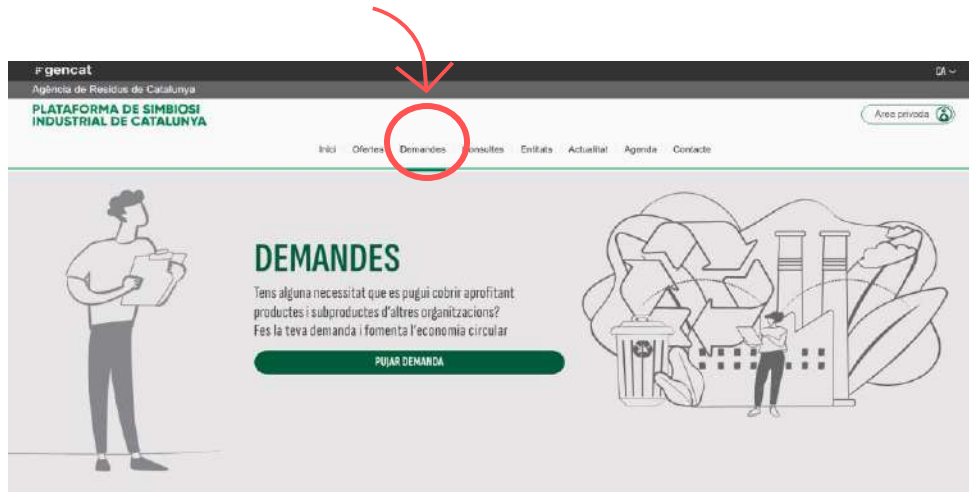 gencat
CA
Agència de Residus de Catalunya
PLATAFORMA DE SIMBIOSI
INDUSTRIAL DE CATALUNYA
Àrea privada
Inici Ofertes Demandes Consultes Entitats Actualitat Agenda Contacte
DEMANDES
Tens alguna necessitat que es pugui cobrir aprofitant
productes i subproductes d'altres organitzacions?
Fes la teva demanda i fomenta l'economia circular
PUJAR DEMANDA